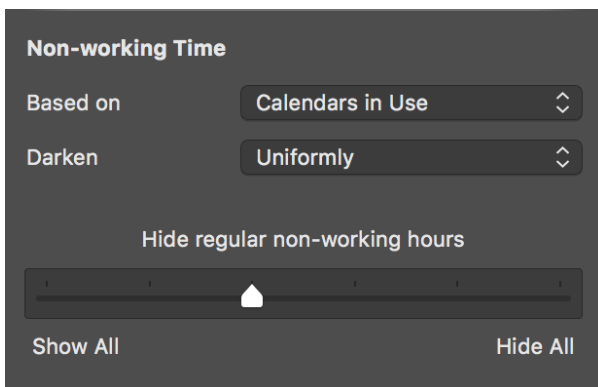 Non-working Time
Based on Calendars in Use
Darken Uniformly
Hide regular non-working hours
Show All Hide All